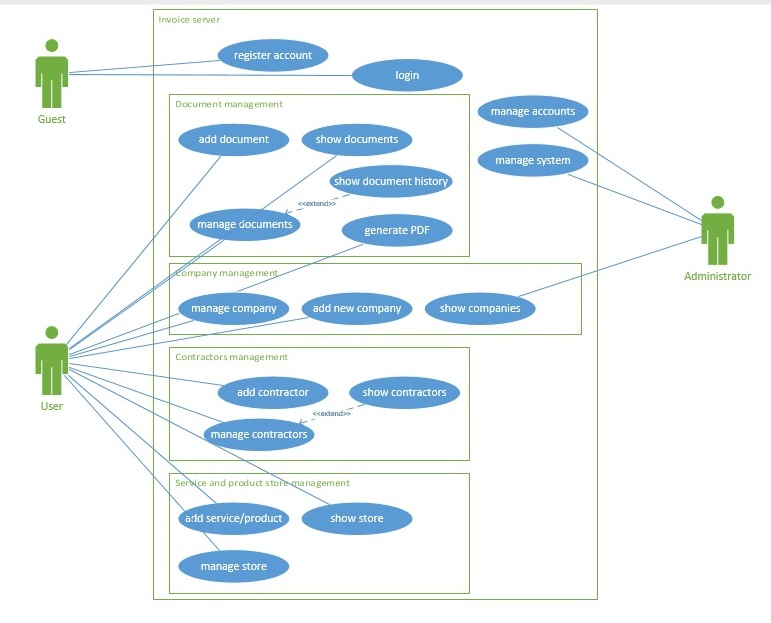 Invoice server
register account
login
Guest
Document management
manage accounts
add document
show documents
manage system
show document history
<<extend>>
manage documents
generate PDF
Administrator
Company management
manage company
add new company
show companies
User
Contractors management
add contractor
show contractors
<<extend>>
manage contractors
Service and product store management
add service/product
show store
manage store